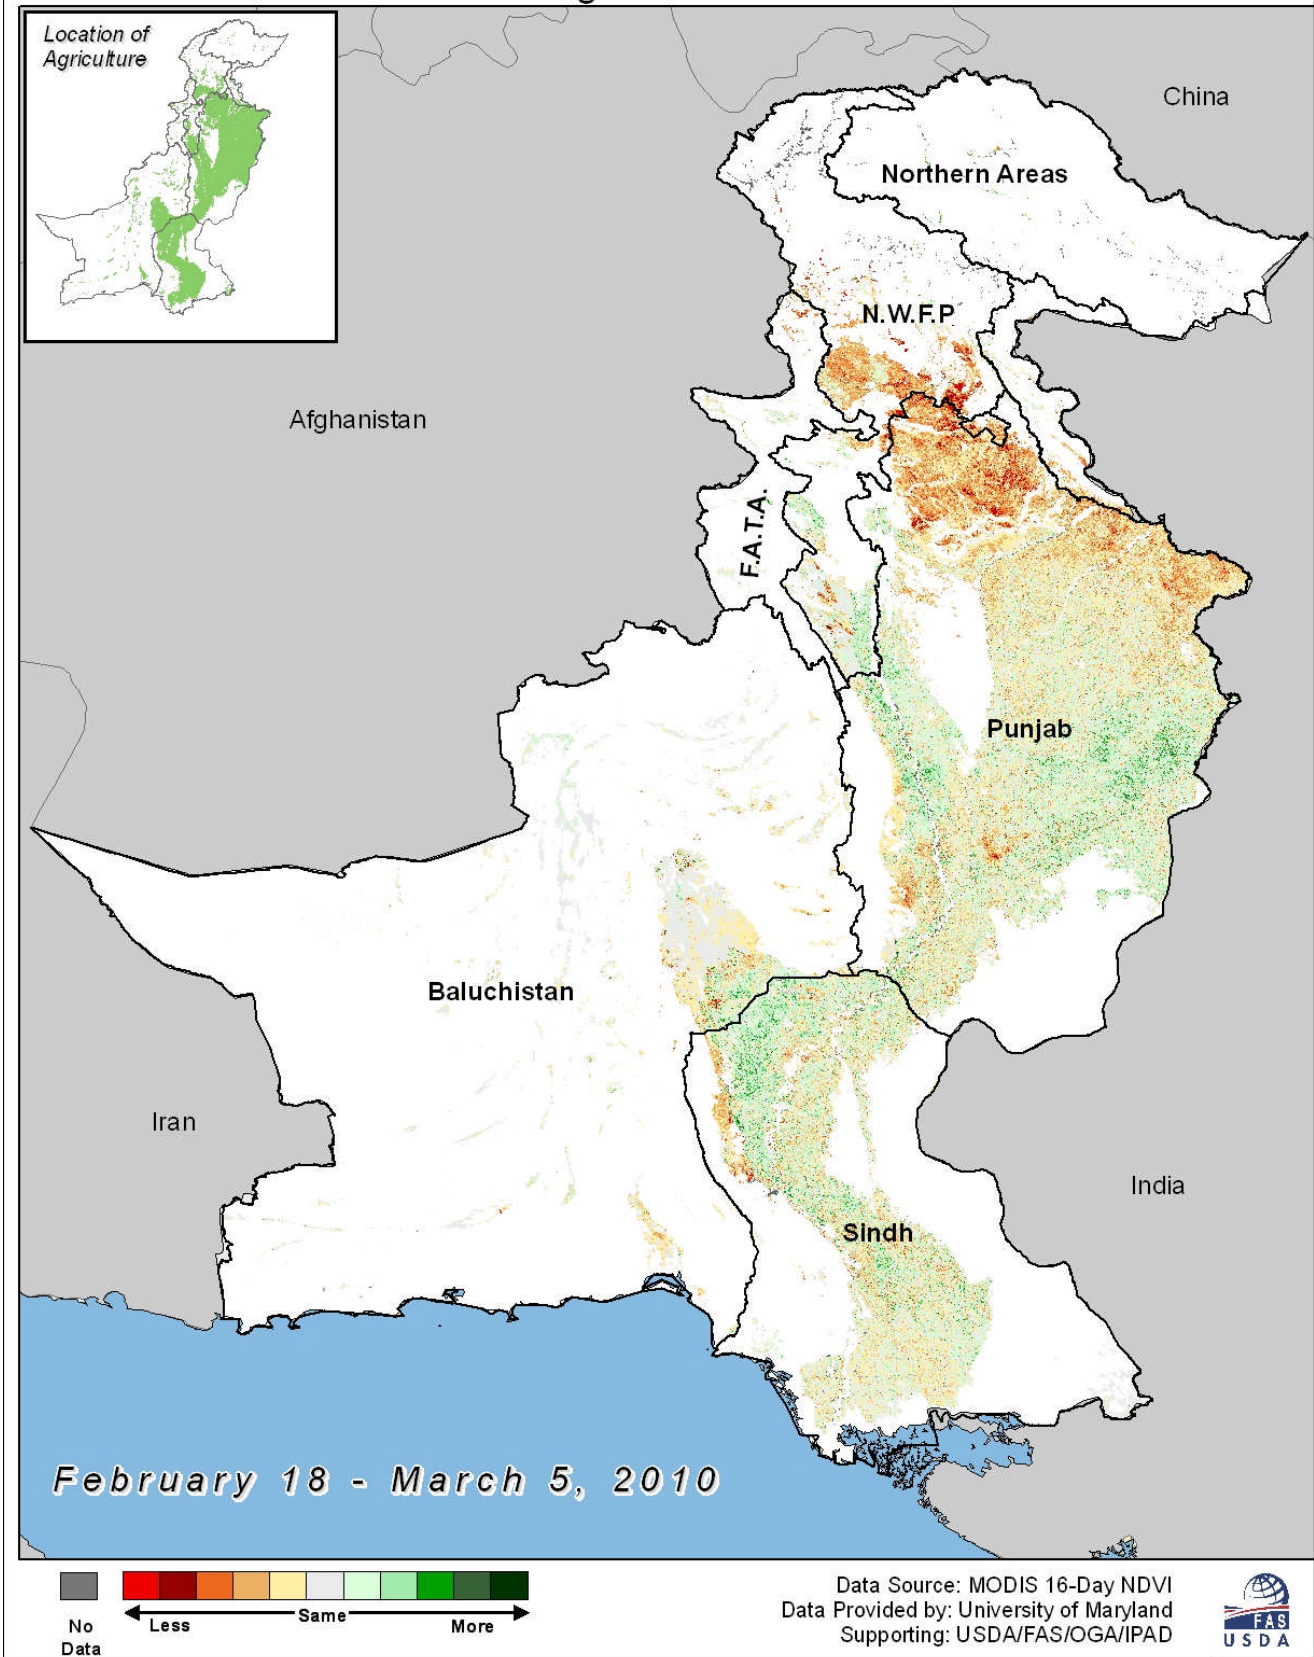 Location of
Agriculture
China
Northern Areas
N.W.F.P
Afghanistan
F.A.T.A.
Punjab
Baluchistan
Iran
India
Sindh
February 18 - March 5, 2010
No
Data
Less
Same
More
Data Source: MODIS 16-Day NDVI
Data Provided by: University of Maryland
Supporting: USDA/FAS/OGA/IPAD
FAS
USDA